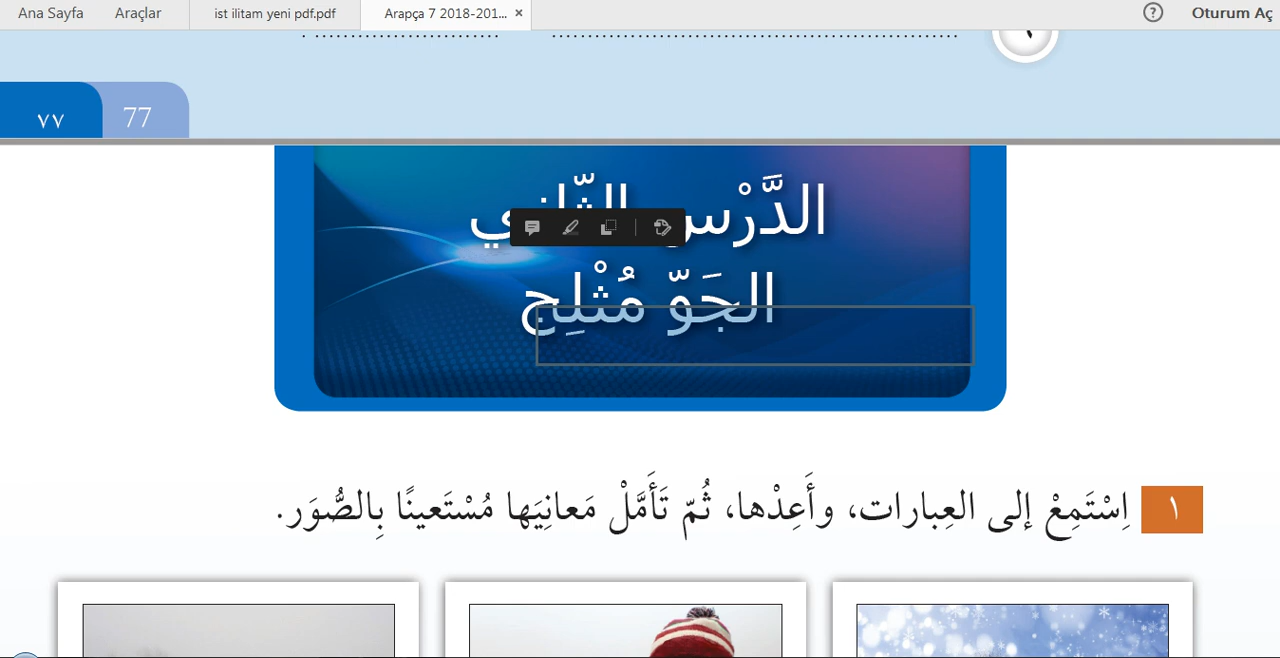 Ana Sayfa Araçlar ist ilitam yeni pdf.pdf Arapça 7 2018-201... × ? Oturum Aç
٧٧ 77
الدَّرْس الثّاني
الجَوّ مُثْلِج
١ اِسْتَمِعْ إلى العِبارات، وأَعِدْها، ثُمّ تَأَمَّلْ مَعانِيَها مُسْتَعينًا بِالصُّوَر.